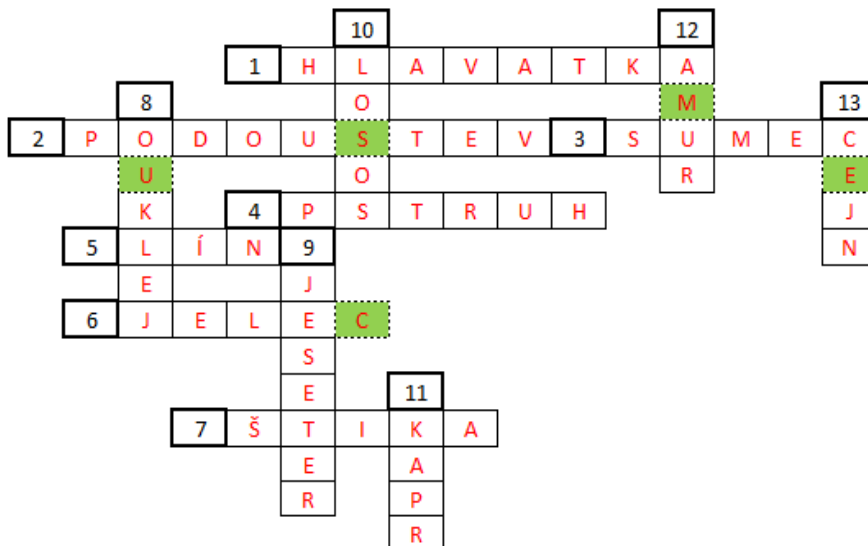 10 12
1 H L A V A T K A
8 O M 13
2 P O D O U S T E V 3 S U M E C
U O R E
K 4 P S T R U H J
5 L Í N 9 N
E J
6 J E L E C
S
E 11
7 Š T I K A
E A
R P
R